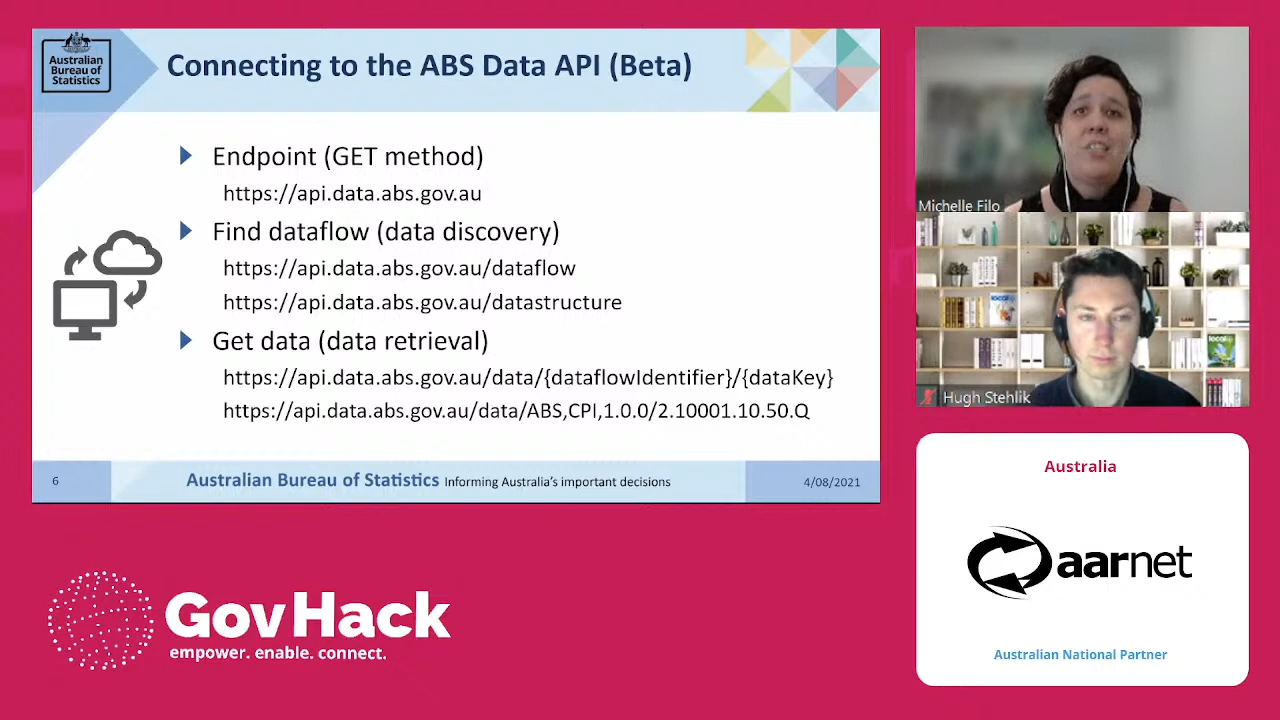 Australian
Bureau of
Statistics
Connecting to the ABS Data API (Beta)
Endpoint (GET method)
https://api.data.abs.gov.au
Find dataflow (data discovery)
https://api.data.abs.gov.au/dataflow
https://api.data.abs.gov.au/datastructure
Get data (data retrieval)
https://api.data.abs.gov.au/data/{dataflowIdentifier}/{dataKey}
https://api.data.abs.gov.au/data/ABS,CPI,1.0.0/2.10001.10.50.Q
6
Australian Bureau of Statistics Informing Australia's important decisions
4/08/2021
Michelle Filo
local
local
Hugh Stehlik
Australia
aarnet
Australian National Partner
GovHack
empower. enable. connect.